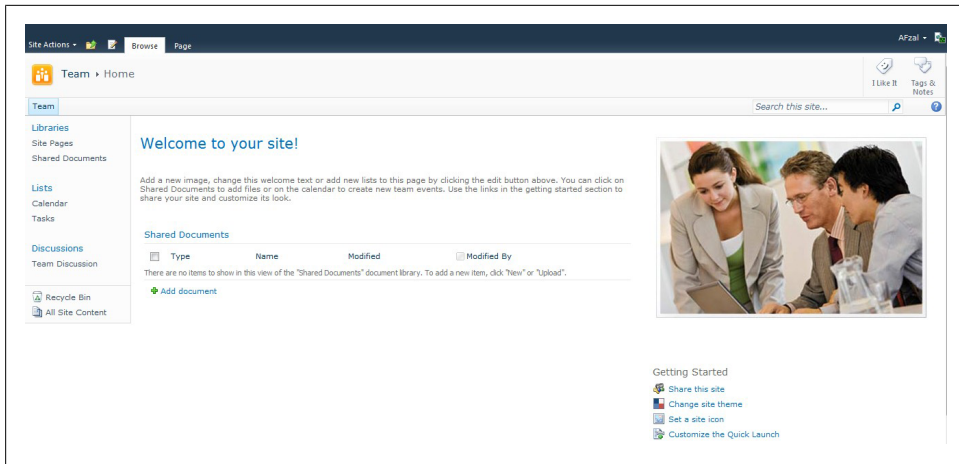 Site Actions
Browse
Page
AFzal
Team
Home
I Like It
Tags &
Notes
Team
Search this site...
Libraries
Site Pages
Shared Documents
Lists
Calendar
Tasks
Discussions
Team Discussion
Recycle Bin
All Site Content
Welcome to your site!
Add a new image, change this welcome text or add new lists to this page by clicking the edit button above. You can click on
Shared Documents to add files or on the calendar to create new team events. Use the links in the getting started section to
share your site and customize its look.
Shared Documents
Type Name Modified Modified By
There are no items to show in this view of the "Shared Documents" document library. To add a new item, click "New" or "Upload".
Add document
Getting Started
Share this site
Change site theme
Set a site icon
Customize the Quick Launch